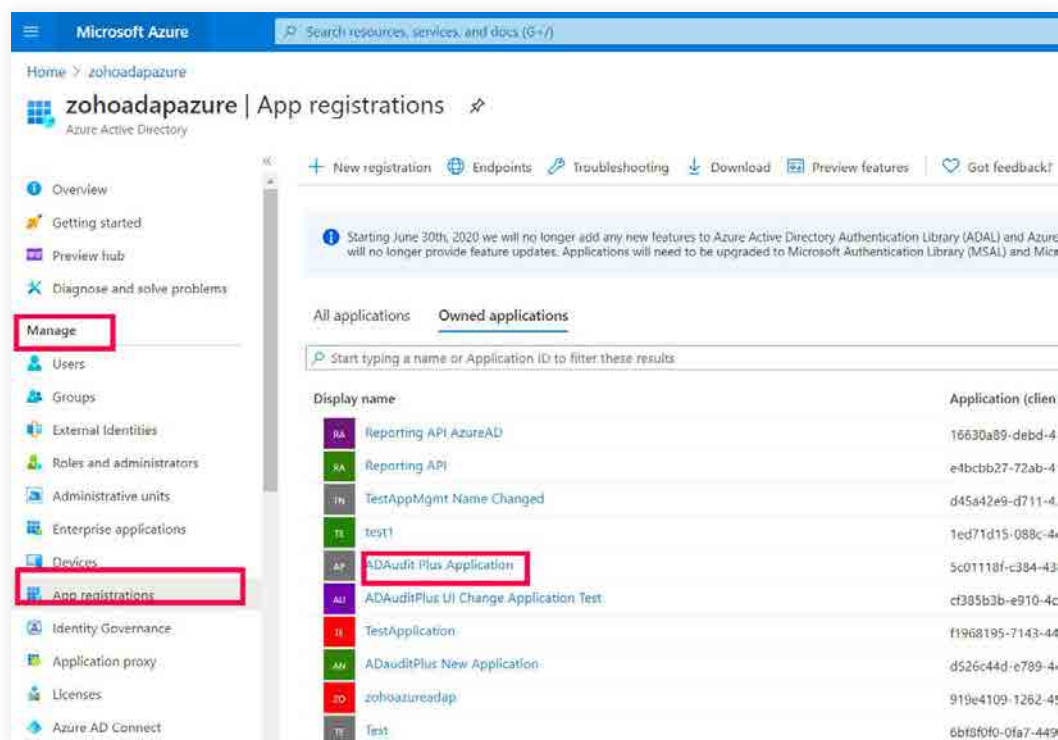 Microsoft Azure
Search resources, services, and docs (G+/)
Home > zohoadapazure
zohoadapazure | App registrations
Azure Active Directory
New registration Endpoints Troubleshooting Download Preview features Got feedback?
Overview
Getting started
Preview hub
Diagnose and solve problems
Manage
Users
Groups
External Identities
Roles and administrators
Administrative units
Enterprise applications
Devices
App registrations
Identity Governance
Application proxy
Licenses
Azure AD Connect
Starting June 30th, 2020 we will no longer add any new features to Azure Active Directory Authentication Library (ADAL) and Azure
will no longer provide feature updates. Applications will need to be upgraded to Microsoft Authentication Library (MSAL) and Mic
All applications Owned applications
Start typing a name or Application ID to filter these results
Display name Application (clien
RA Reporting API AzureAD 16630a89-debd-4
RA Reporting API e4bcbb27-72ab-4
TN TestAppMgmt Name Changed d45a42e9-d711-4
TE test1 1ed71d15-088c-4
AP ADAudit Plus Application 5c01118f-c384-43
AU ADAuditPlus UI Change Application Test cf385b3b-e910-4c
TE TestApplication f1968195-7143-44
AN ADauditPlus New Application d526c44d-e789-4
ZO zohoazureadap 919e4109-1262-45
TE Test 6bf8f0f0-0fa7-449